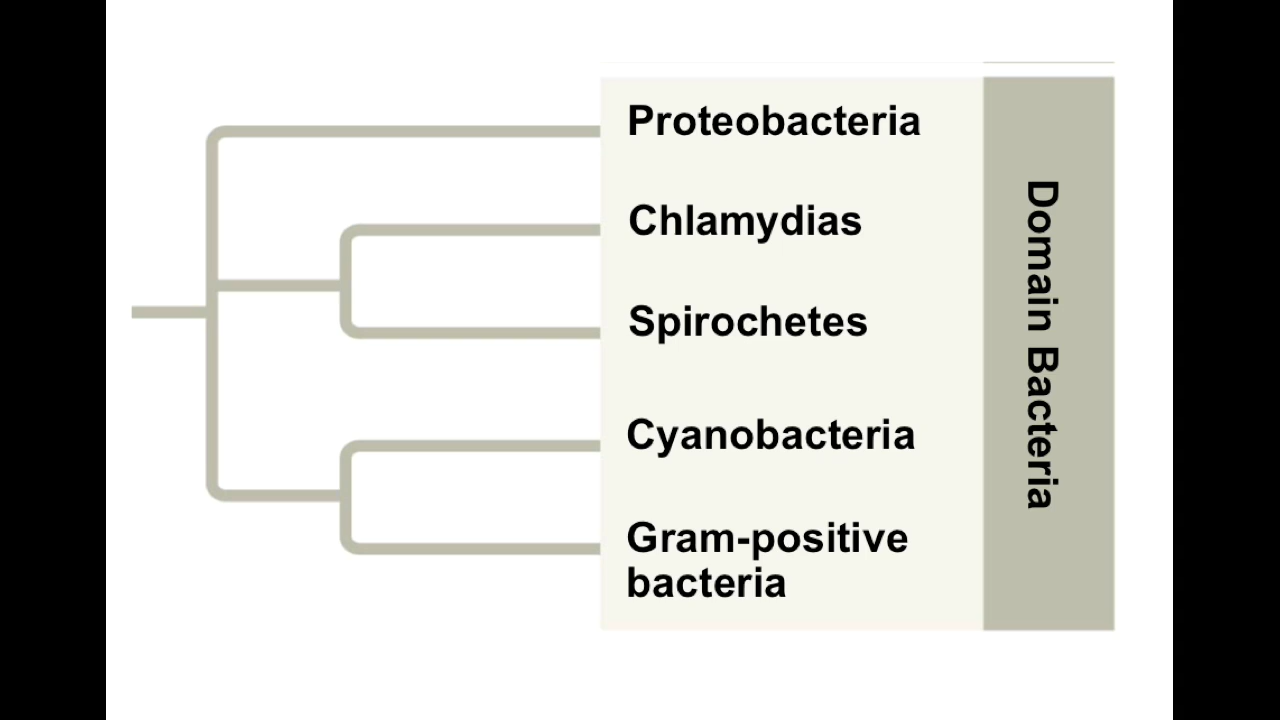 Proteobacteria
Chlamydias
Spirochetes
Cyanobacteria
Gram-positive
bacteria
Domain Bacteria